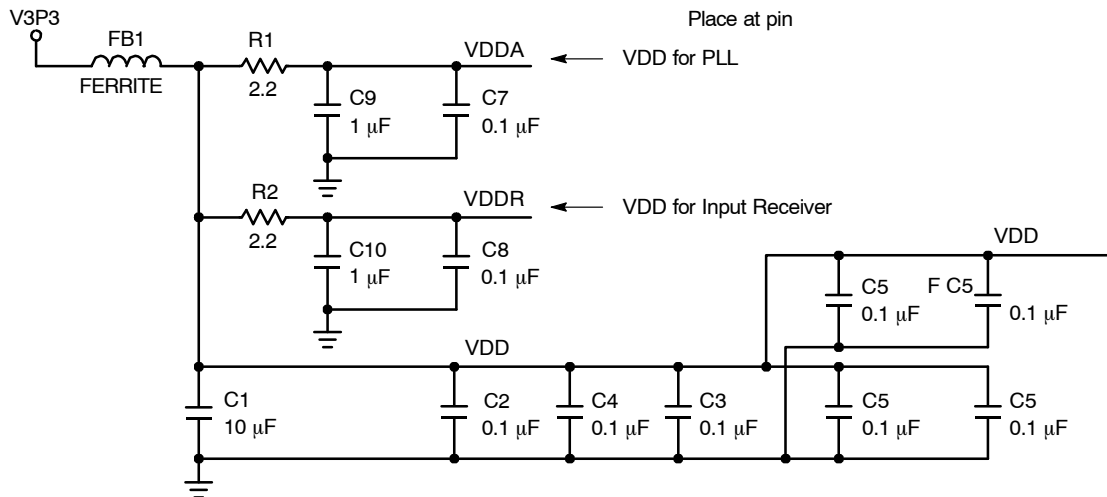 V3P3
FB1
FERRITE
R1
2.2
VDDA
Place at pin
VDD for PLL
C9
1 μF
C7
0.1 μF
R2
2.2
VDDR
VDD for Input Receiver
C10
1 μF
C8
0.1 μF
VDD
C5
0.1 μF
F C5
0.1 μF
VDD
C1
10 μF
C2
0.1 μF
C4
0.1 μF
C3
0.1 μF
C5
0.1 μF
C5
0.1 μF